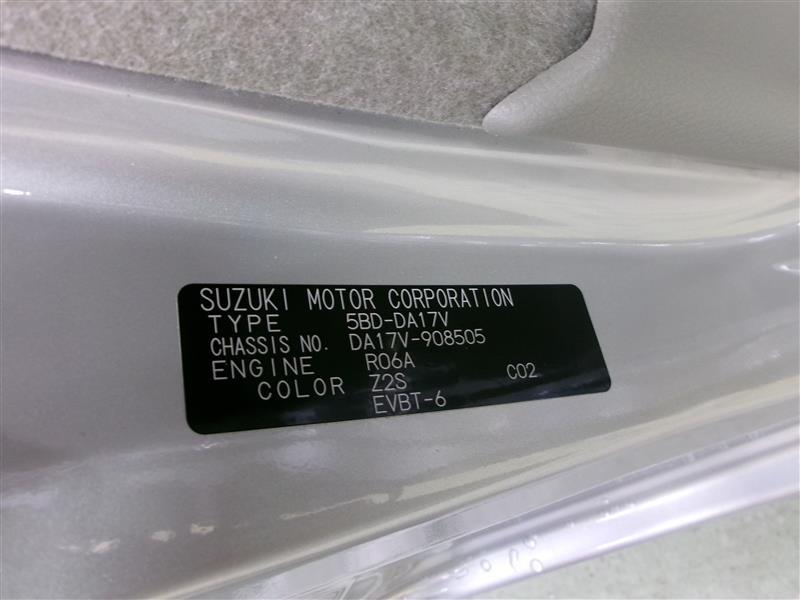 SUZUKI MOTOR CORPORATION
TYPE 5BD-DA17V
CHASSIS NO. DA17V-908505
ENGINE R06A
COLOR Z2S C02
EVBT-6